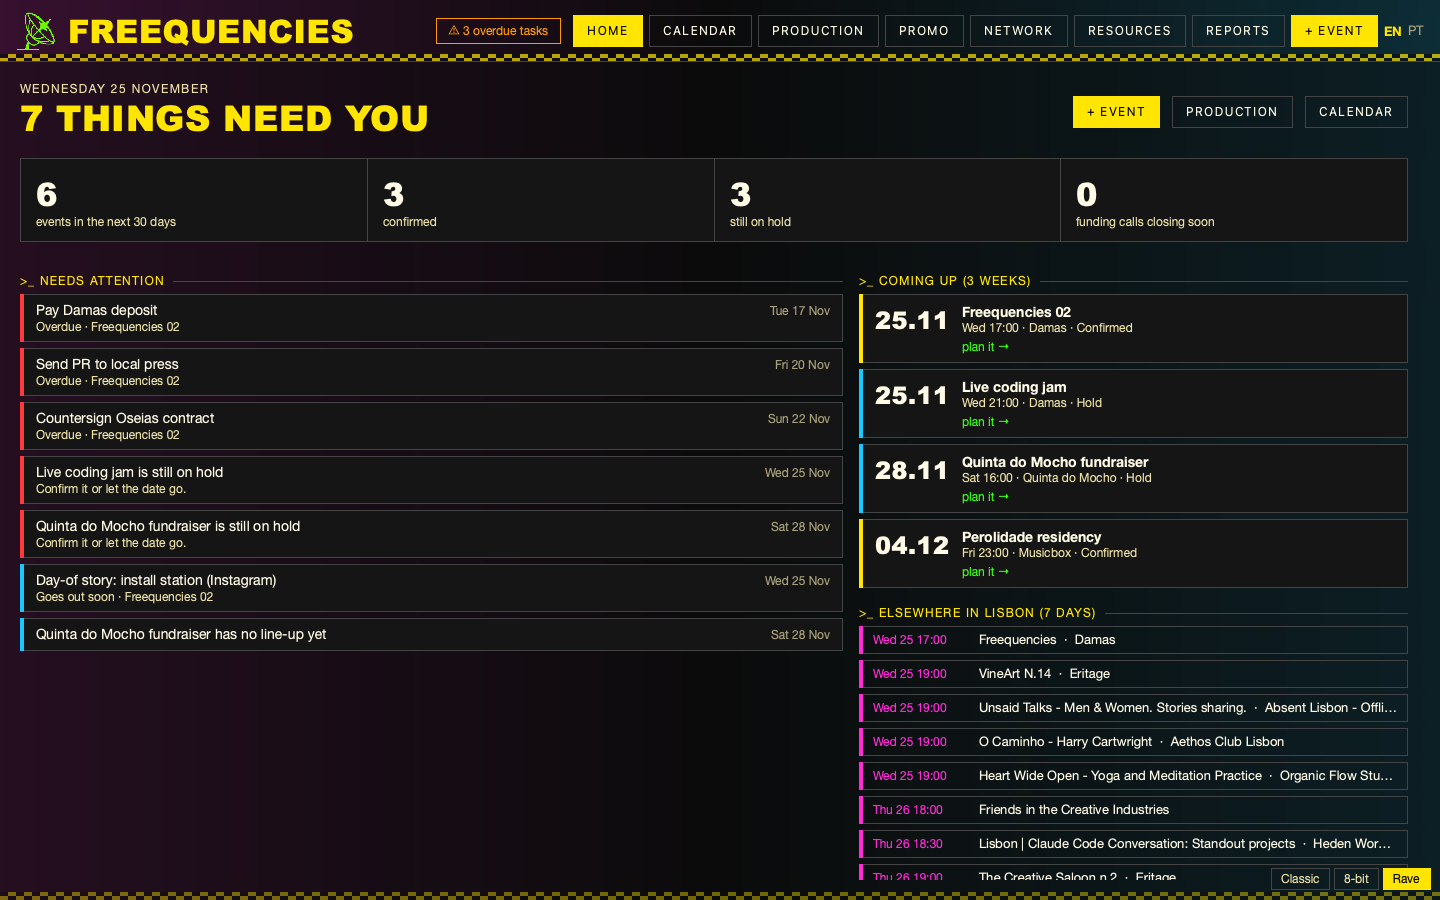 FREEQUENCIES
⚠ 3 overdue tasks
HOME
CALENDAR
PRODUCTION
PROMO
NETWORK
RESOURCES
REPORTS
+ EVENT
EN PT
WEDNESDAY 25 NOVEMBER
7 THINGS NEED YOU
+ EVENT
PRODUCTION
CALENDAR
6
events in the next 30 days
3
confirmed
3
still on hold
0
funding calls closing soon
>_ NEEDS ATTENTION
Pay Damas deposit Tue 17 Nov
Overdue · Freequencies 02
Send PR to local press Fri 20 Nov
Overdue · Freequencies 02
Countersign Oseias contract Sun 22 Nov
Overdue · Freequencies 02
Live coding jam is still on hold Wed 25 Nov
Confirm it or let the date go.
Quinta do Mocho fundraiser is still on hold Sat 28 Nov
Confirm it or let the date go.
Day-of story: install station (Instagram) Wed 25 Nov
Goes out soon · Freequencies 02
Quinta do Mocho fundraiser has no line-up yet Sat 28 Nov
>_ COMING UP (3 WEEKS)
25.11
Freequencies 02
Wed 17:00 · Damas · Confirmed
plan it →
25.11
Live coding jam
Wed 21:00 · Damas · Hold
plan it →
28.11
Quinta do Mocho fundraiser
Sat 16:00 · Quinta do Mocho · Hold
plan it →
04.12
Perolidade residency
Fri 23:00 · Musicbox · Confirmed
plan it →
>_ ELSEWHERE IN LISBON (7 DAYS)
Wed 25 17:00 Freequencies · Damas
Wed 25 19:00 VineArt N.14 · Eritage
Wed 25 19:00 Unsaid Talks - Men & Women. Stories sharing. · Absent Lisbon - Offli...
Wed 25 19:00 O Caminho - Harry Cartwright · Aethos Club Lisbon
Wed 25 19:00 Heart Wide Open - Yoga and Meditation Practice · Organic Flow Stu...
Thu 26 18:00 Friends in the Creative Industries
Thu 26 18:30 Lisbon | Claude Code Conversation: Standout projects · Heden Wor...
Thu 26 19:00 The Creative Saloon n.2 · Eritage
Classic
8-bit
Rave